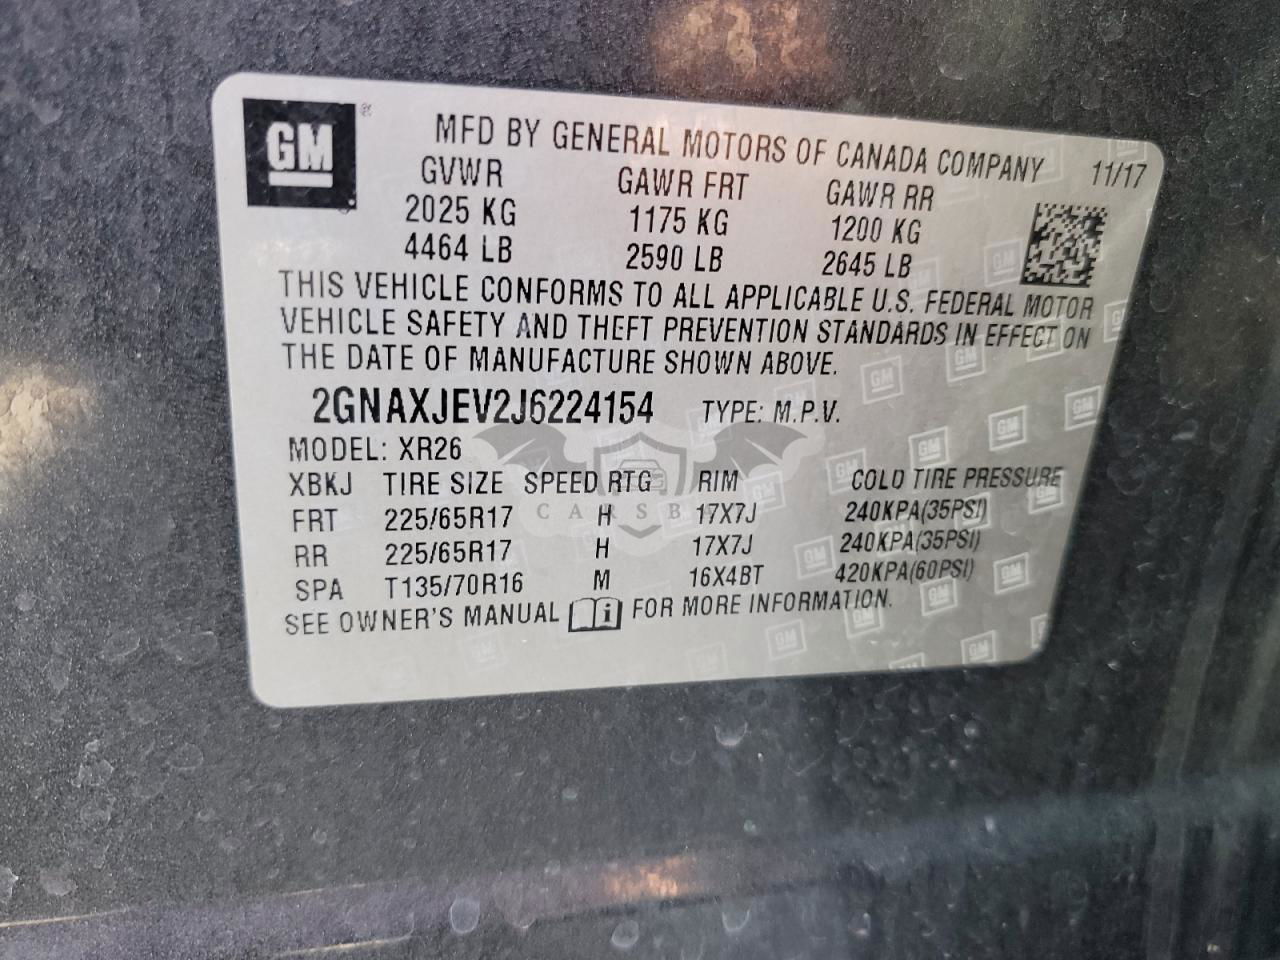 GM ®
MFD BY GENERAL MOTORS OF CANADA COMPANY 11/17
GVWR GAWR FRT GAWR RR
2025 KG 1175 KG 1200 KG
4464 LB 2590 LB 2645 LB
THIS VEHICLE CONFORMS TO ALL APPLICABLE U.S. FEDERAL MOTOR
VEHICLE SAFETY AND THEFT PREVENTION STANDARDS IN EFFECT ON
THE DATE OF MANUFACTURE SHOWN ABOVE.
2GNAXJEV2J6224154 TYPE: M.P.V.
MODEL: XR26
XBKJ TIRE SIZE SPEED RTG RIM COLD TIRE PRESSURE
FRT 225/65R17 H 17X7J 240KPA(35PSI)
RR 225/65R17 H 17X7J 240KPA(35PSI)
SPA T135/70R16 M 16X4BT 420KPA(60PSI)
SEE OWNER'S MANUAL i FOR MORE INFORMATION.